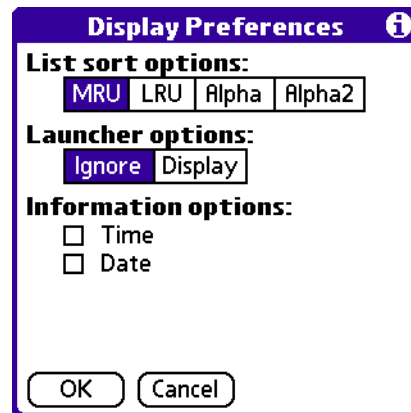 Display Preferences i
List sort options:
MRU LRU Alpha Alpha2
Launcher options:
Ignore Display
Information options:
Time
Date
OK Cancel